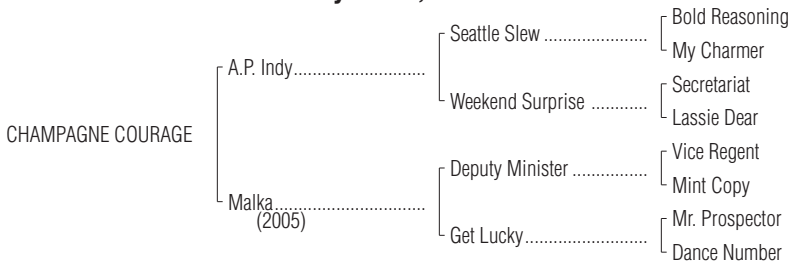 Bold Reasoning
Seattle Slew ......................
My Charmer
A.P. Indy............................
Secretariat
Weekend Surprise ............
Lassie Dear
CHAMPAGNE COURAGE
Vice Regent
Deputy Minister ................
Mint Copy
Malka................................
(2005)
Mr. Prospector
Get Lucky..........................
Dance Number